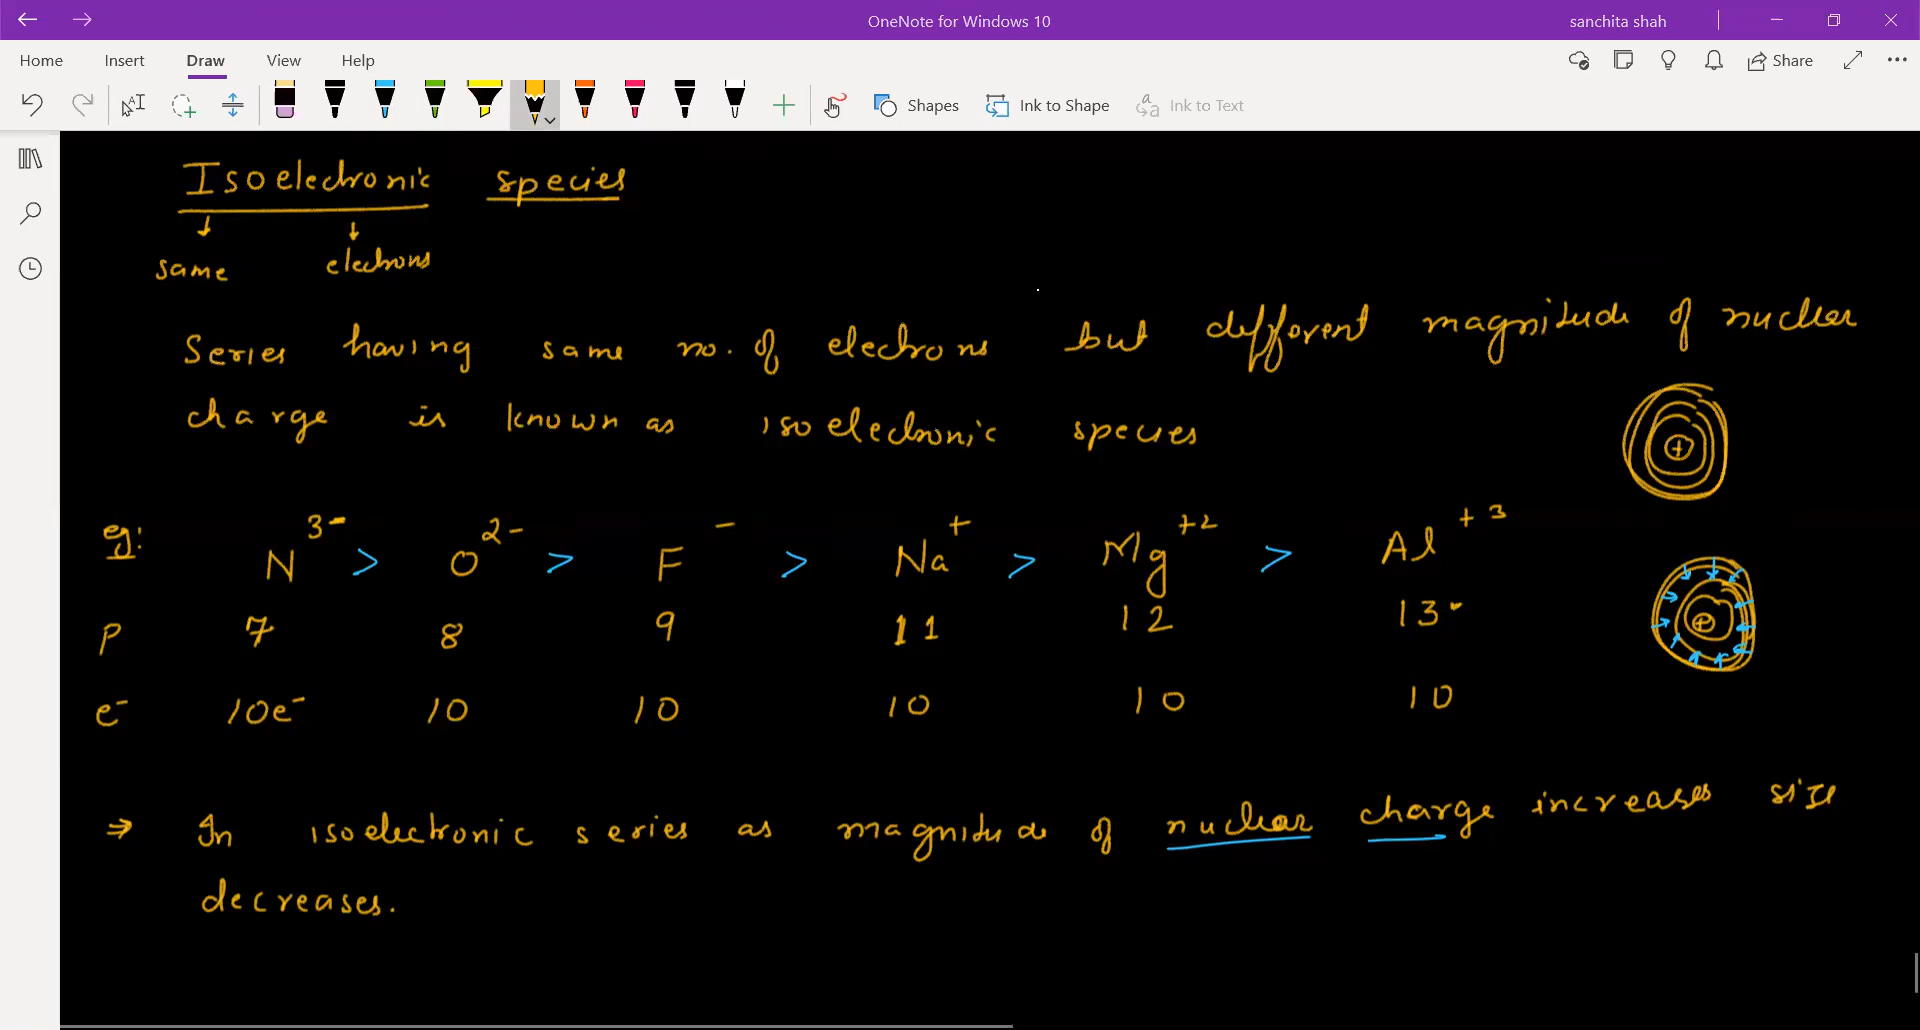 OneNote for Windows 10
sanchita shah
Home Insert Draw View Help
Share
Shapes Ink to Shape Ink to Text
Isoelectronic species
same electrons
Series having same no. of electrons but different magnitude of nuclear
charge is known as isoelectronic species
eg: N³⁻ > O²⁻ > F⁻ > Na⁺ > Mg⁺² > Al⁺³
p 7 8 9 11 12 13
e⁻ 10e⁻ 10 10 10 10 10
⇒ In isoelectronic series as magnitude of nuclear charge increases size
decreases.